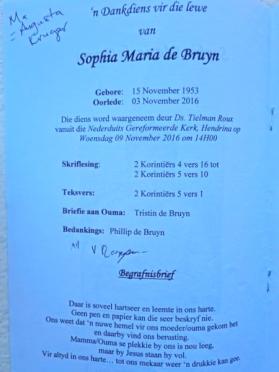 Ma
= Augusta
Kruger
'n Dankdiens vir die lewe
van
Sophia Maria de Bruyn
Gebore: 15 November 1953
Oorlede: 03 November 2016
Die diens word waargeneem deur Ds. Tielman Roux
vanuit die Nederduits Gereformeerde Kerk, Hendrina op
Woensdag 09 November 2016 om 14H00
Skriflesing: 2 Korintiërs 4 vers 16 tot
2 Korintiërs 5 vers 10
Teksvers: 2 Korintiërs 5 vers 1
Briefie aan Ouma: Tristin de Bruyn
Bedankings: Phillip de Bruyn
Begrafnisbrief
Daar is soveel hartseer en leemte in ons harte.
Geen pen en papier kan die seer beskryf nie.
Ons weet dat 'n nuwe hemel vir ons moeder/ouma gekom het
en daarby vind ons berusting.
Mamma/Ouma se plekkie by ons is nou leeg,
maar by Jesus staan hy vol.
Vir altyd in ons harte… tot ons mekaar weer 'n drukkie kan gee.